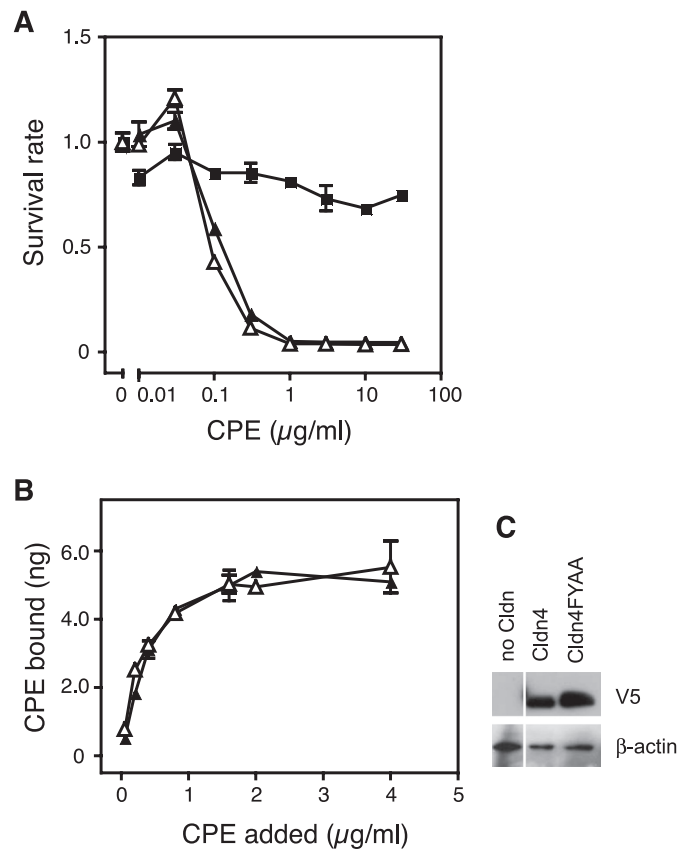 A
1.5
1.0
0.5
0
Survival rate
0 0.01 0.1 1 10 100
CPE (µg/ml)
B
6.0
4.0
2.0
0
CPE bound (ng)
0 1 2 3 4 5
CPE added (µg/ml)
C
no Cldn
Cldn4
Cldn4FYAA
V5
β-actin